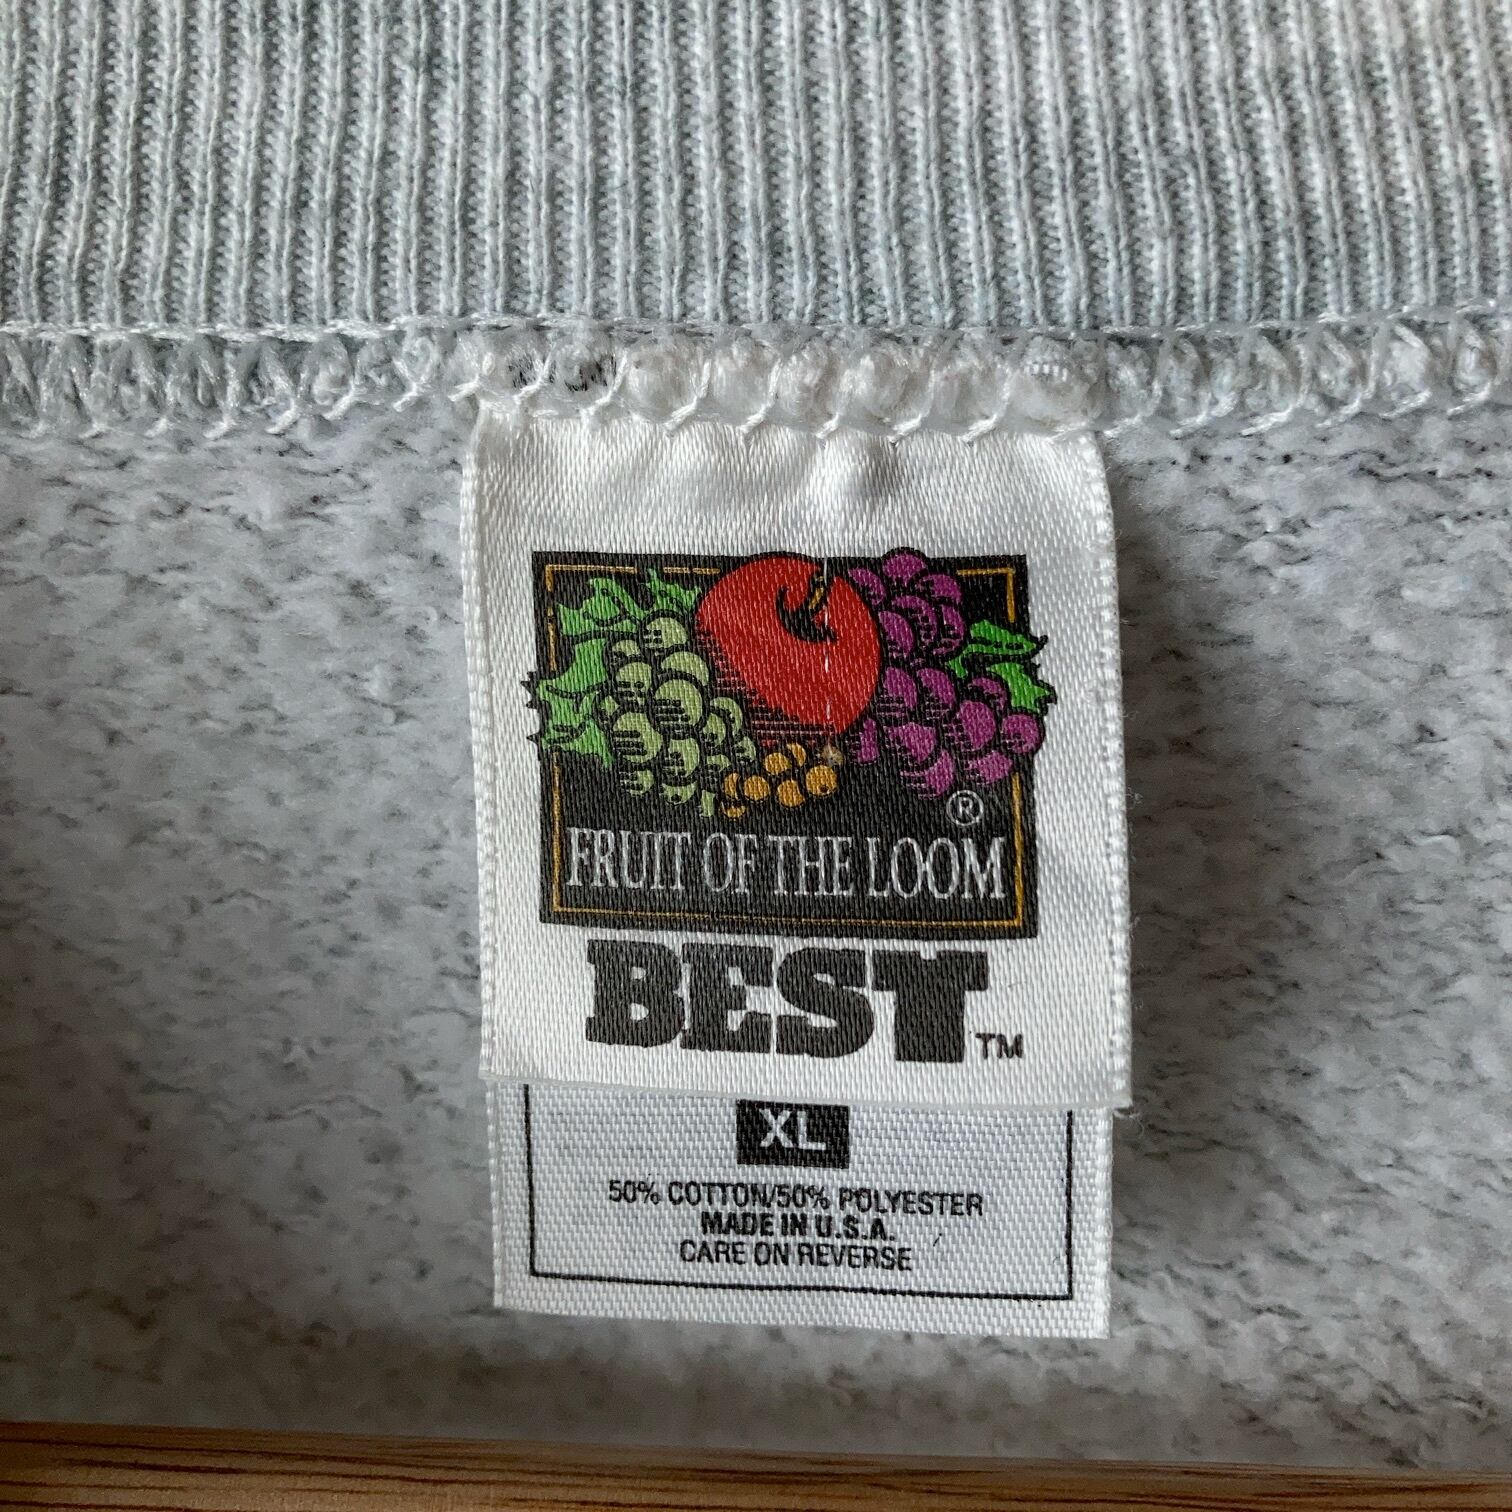 ®
FRUIT OF THE LOOM
BEST™
XL
50% COTTON/50% POLYESTER
MADE IN U.S.A.
CARE ON REVERSE